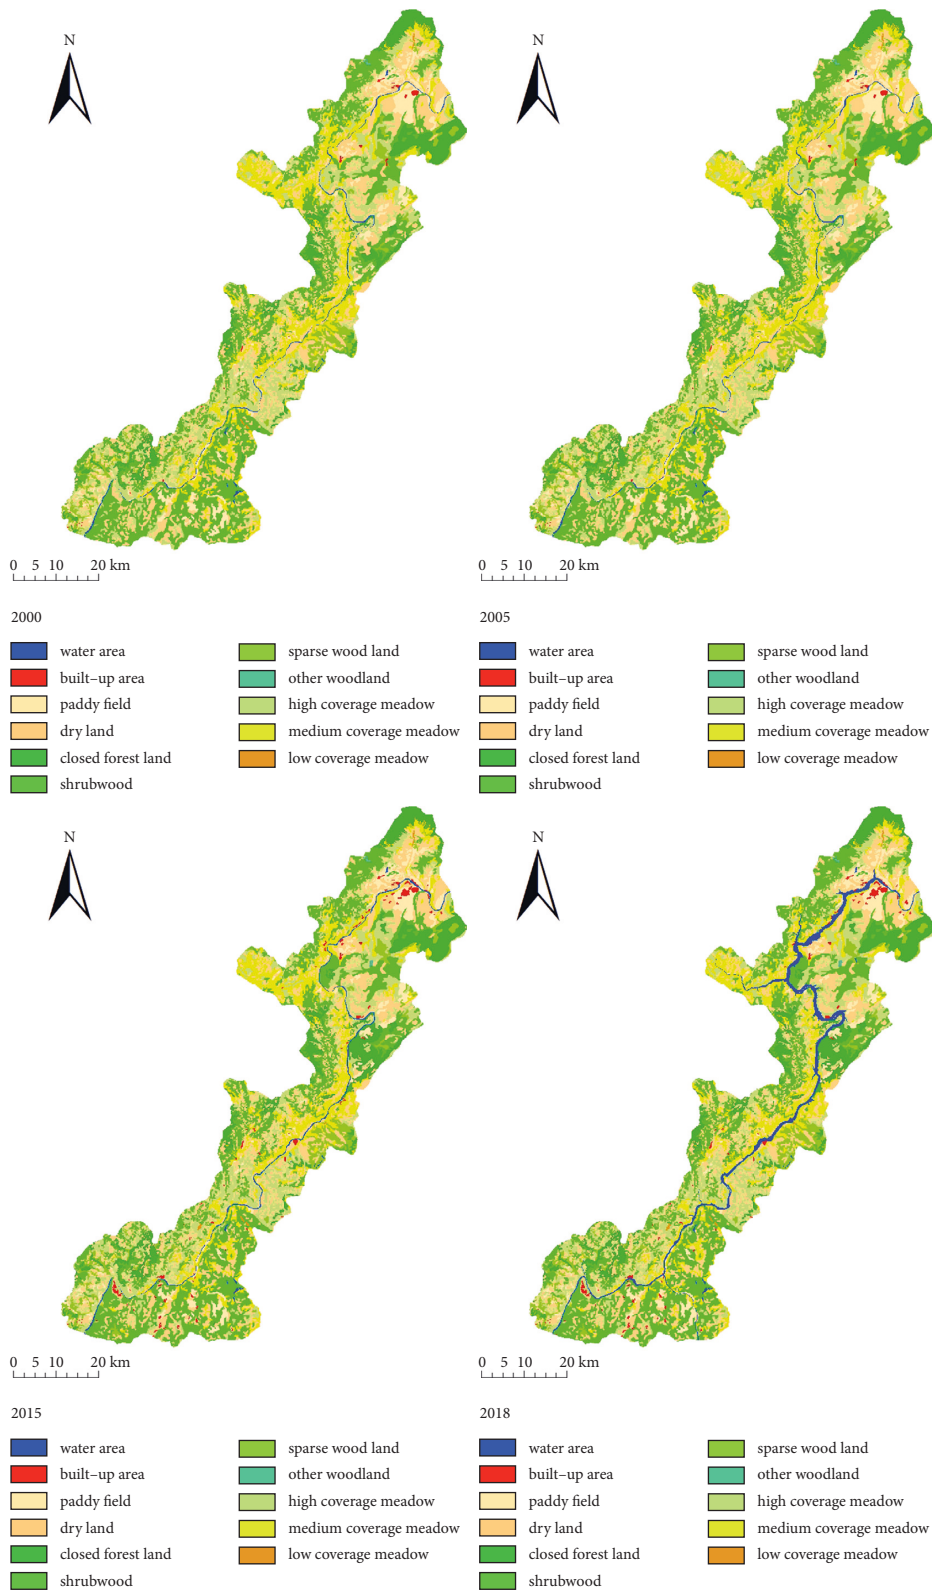 N
N
0 5 10 20 km
0 5 10 20 km
2000
water area
built–up area
paddy field
dry land
closed forest land
shrubwood
sparse wood land
other woodland
high coverage meadow
medium coverage meadow
low coverage meadow
2005
water area
built–up area
paddy field
dry land
closed forest land
shrubwood
sparse wood land
other woodland
high coverage meadow
medium coverage meadow
low coverage meadow
N
N
0 5 10 20 km
0 5 10 20 km
2015
water area
built–up area
paddy field
dry land
closed forest land
shrubwood
sparse wood land
other woodland
high coverage meadow
medium coverage meadow
low coverage meadow
2018
water area
built–up area
paddy field
dry land
closed forest land
shrubwood
sparse wood land
other woodland
high coverage meadow
medium coverage meadow
low coverage meadow